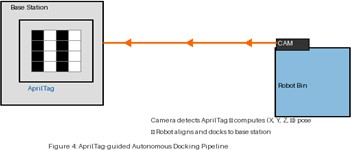 Base Station
AprilTag
CAM
Robot Bin
Camera detects AprilTag ▯ computes (X, Y, Z, ▯) pose
▯ Robot aligns and docks to base station
Figure 4: AprilTag-guided Autonomous Docking Pipeline